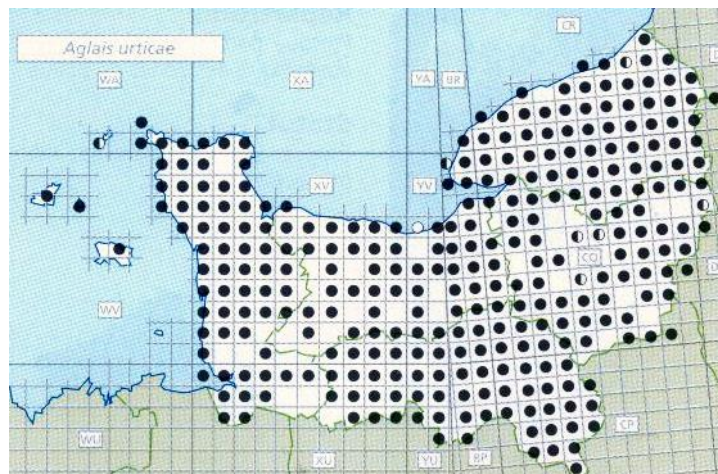 CR
Aglais urticae
WA
XA
YA
BR
XV
YV
CQ
WV
WU
XU
YU
BP
CP